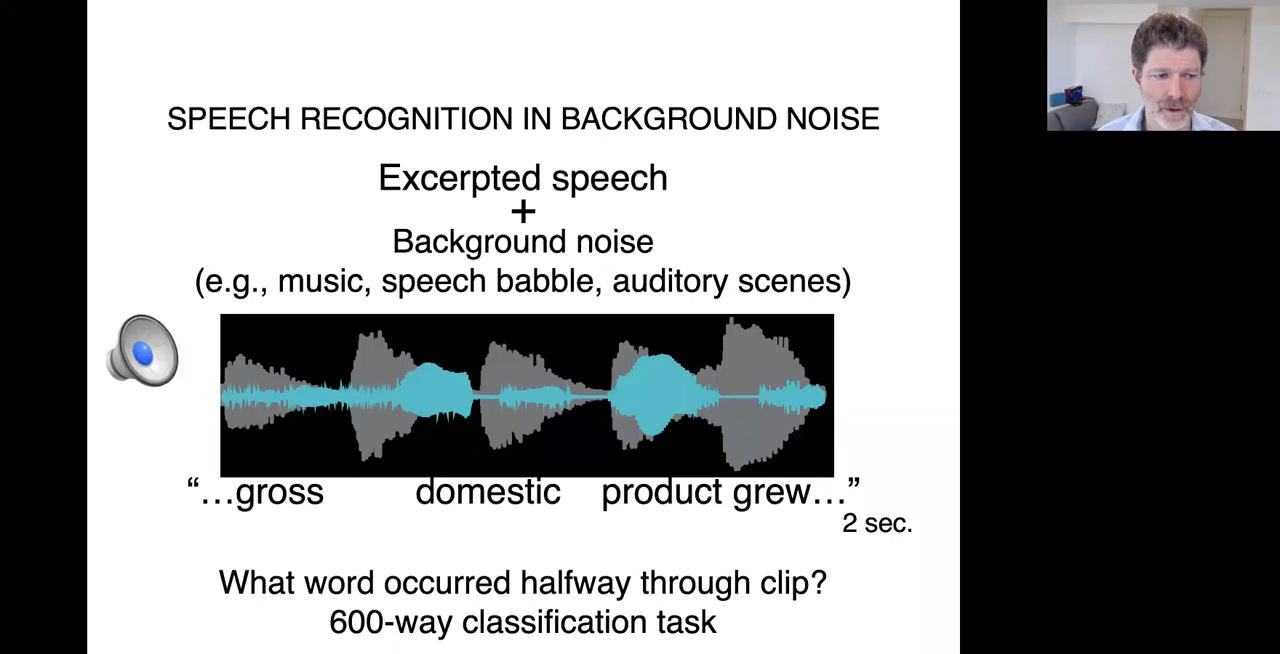 SPEECH RECOGNITION IN BACKGROUND NOISE
Excerpted speech
+
Background noise
(e.g., music, speech babble, auditory scenes)
“…gross domestic product grew…”
2 sec.
What word occurred halfway through clip?
600-way classification task